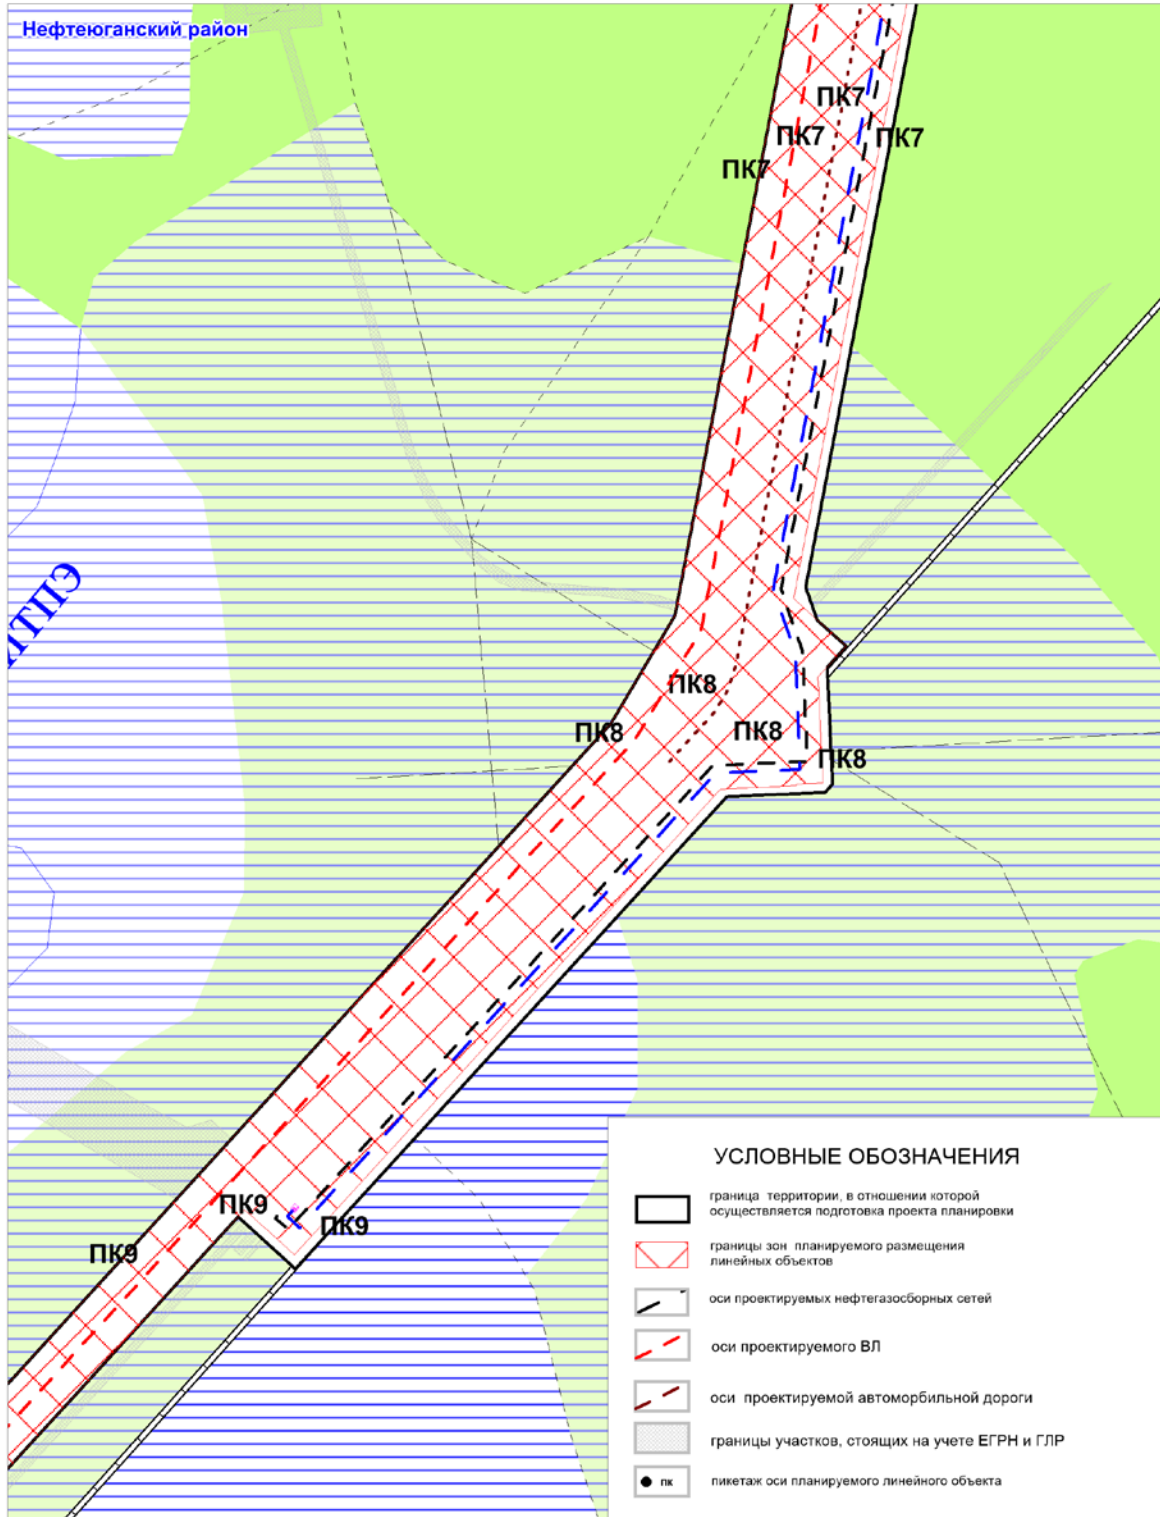 Нефтеюганский район
ПК7
ПК7
ПК7
ПК7
ПК8
ПК8
ПК8
ПК8
ПК9
ПК9
ПК9
УСЛОВНЫЕ ОБОЗНАЧЕНИЯ
граница территории, в отношении которой
осуществляется подготовка проекта планировки
границы зон планируемого размещения
линейных объектов
оси проектируемых нефтегазосборных сетей
оси проектируемого ВЛ
оси проектируемой автоморбильной дороги
границы участков, стоящих на учете ЕГРН и ГЛР
пк
пикетаж оси планируемого линейного объекта